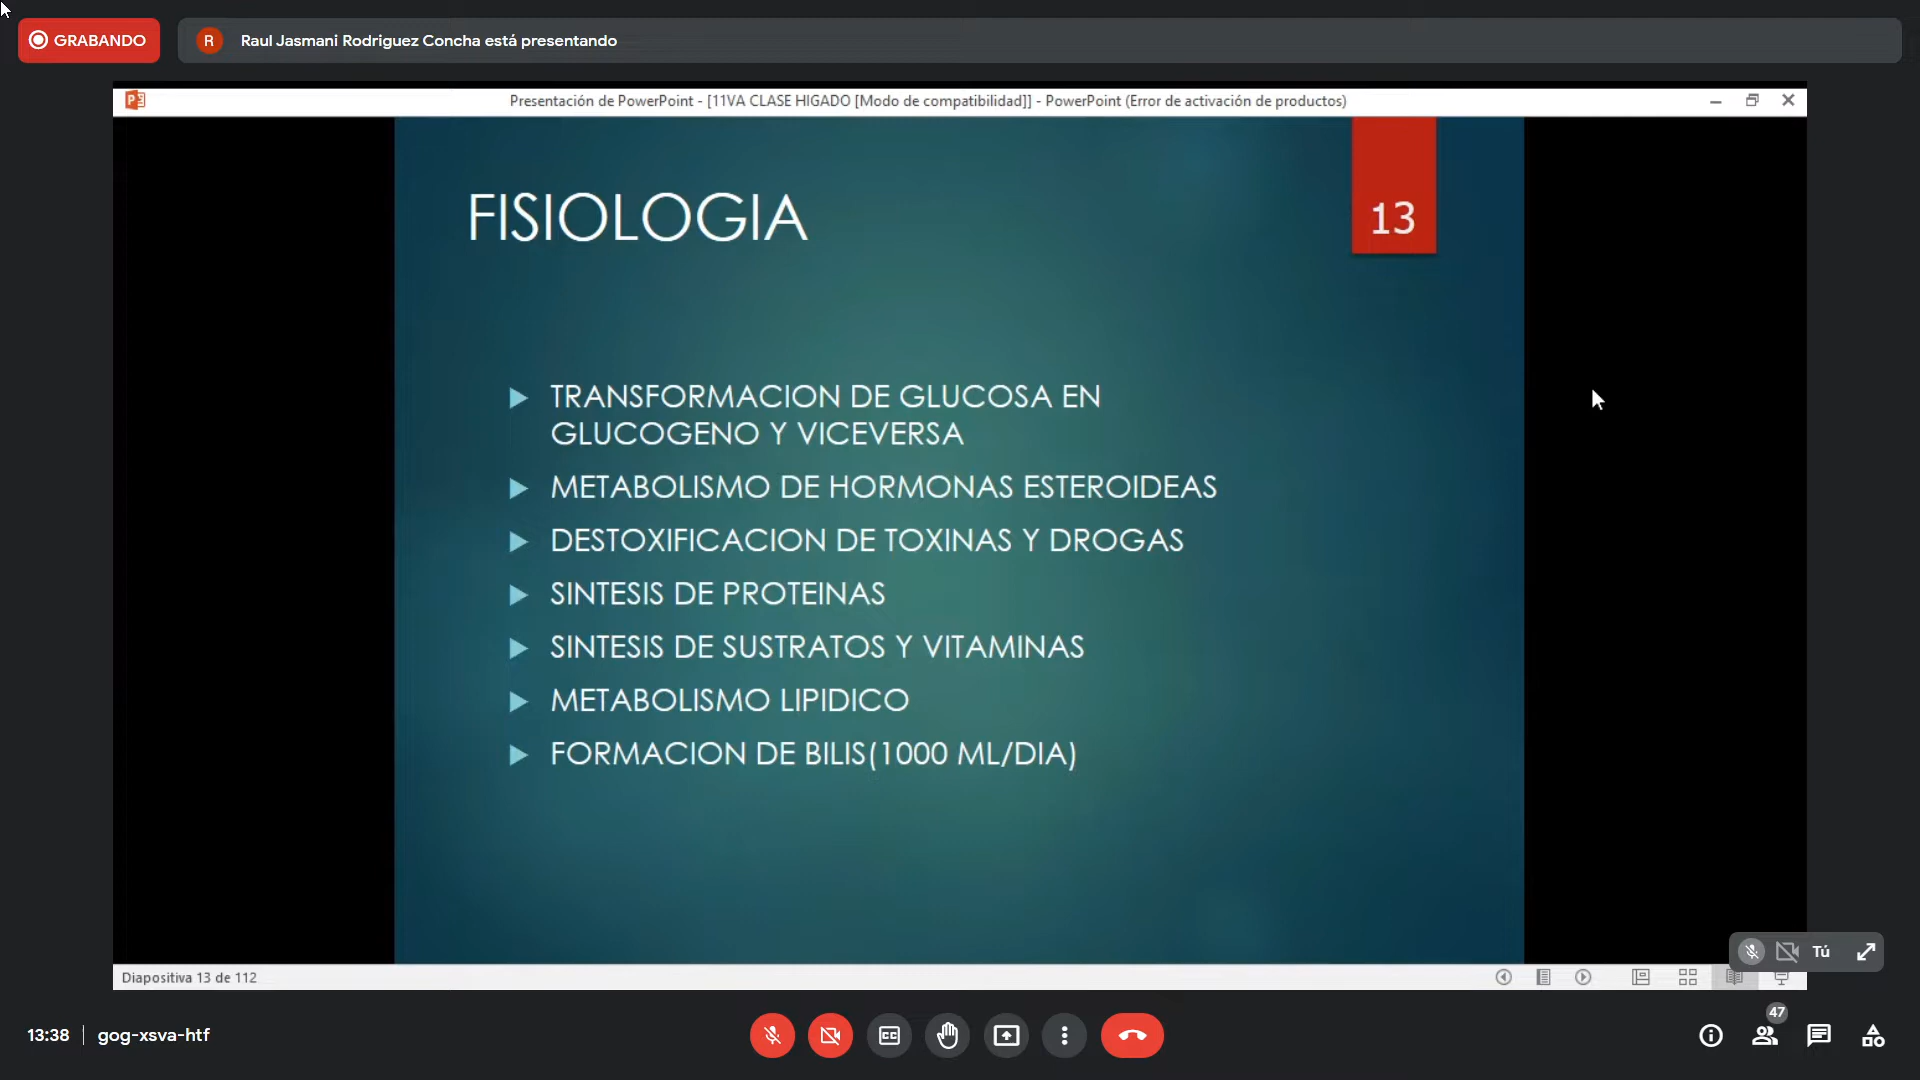 GRABANDO
R
Raul Jasmani Rodriguez Concha está presentando
Presentación de PowerPoint - [11VA CLASE HIGADO [Modo de compatibilidad]] - PowerPoint (Error de activación de productos)
FISIOLOGIA
13
TRANSFORMACION DE GLUCOSA EN
GLUCOGENO Y VICEVERSA
METABOLISMO DE HORMONAS ESTEROIDEAS
DESTOXIFICACION DE TOXINAS Y DROGAS
SINTESIS DE PROTEINAS
SINTESIS DE SUSTRATOS Y VITAMINAS
METABOLISMO LIPIDICO
FORMACION DE BILIS(1000 ML/DIA)
Tú
Diapositiva 13 de 112
13:38 | gog-xsva-htf
47